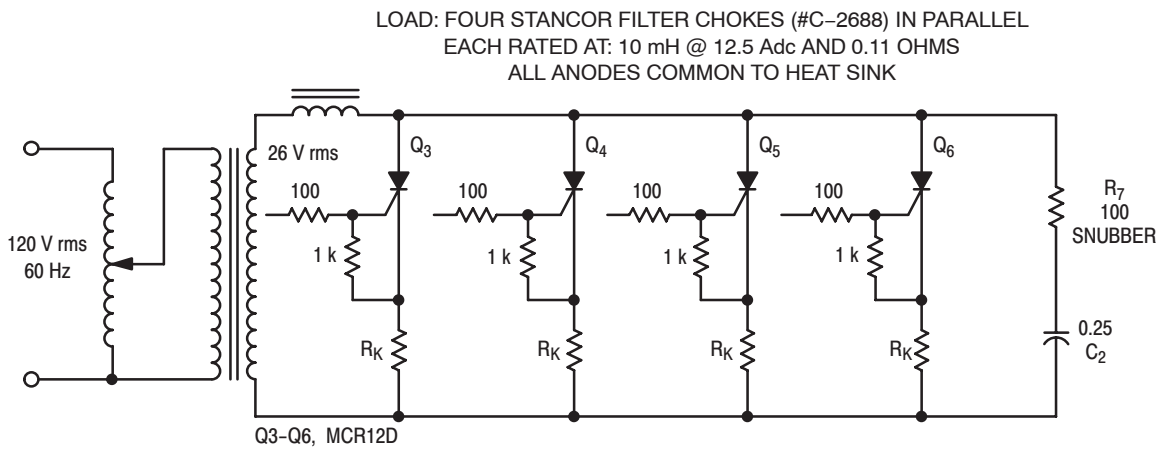 LOAD: FOUR STANCOR FILTER CHOKES (#C–2688) IN PARALLEL
EACH RATED AT: 10 mH @ 12.5 Adc AND 0.11 OHMS
ALL ANODES COMMON TO HEAT SINK
26 V rms
Q3
Q4
Q5
Q6
100
100
100
100
R7
100
SNUBBER
120 V rms
60 Hz
1 k
1 k
1 k
1 k
RK
RK
RK
RK
0.25
C2
Q3–Q6, MCR12D